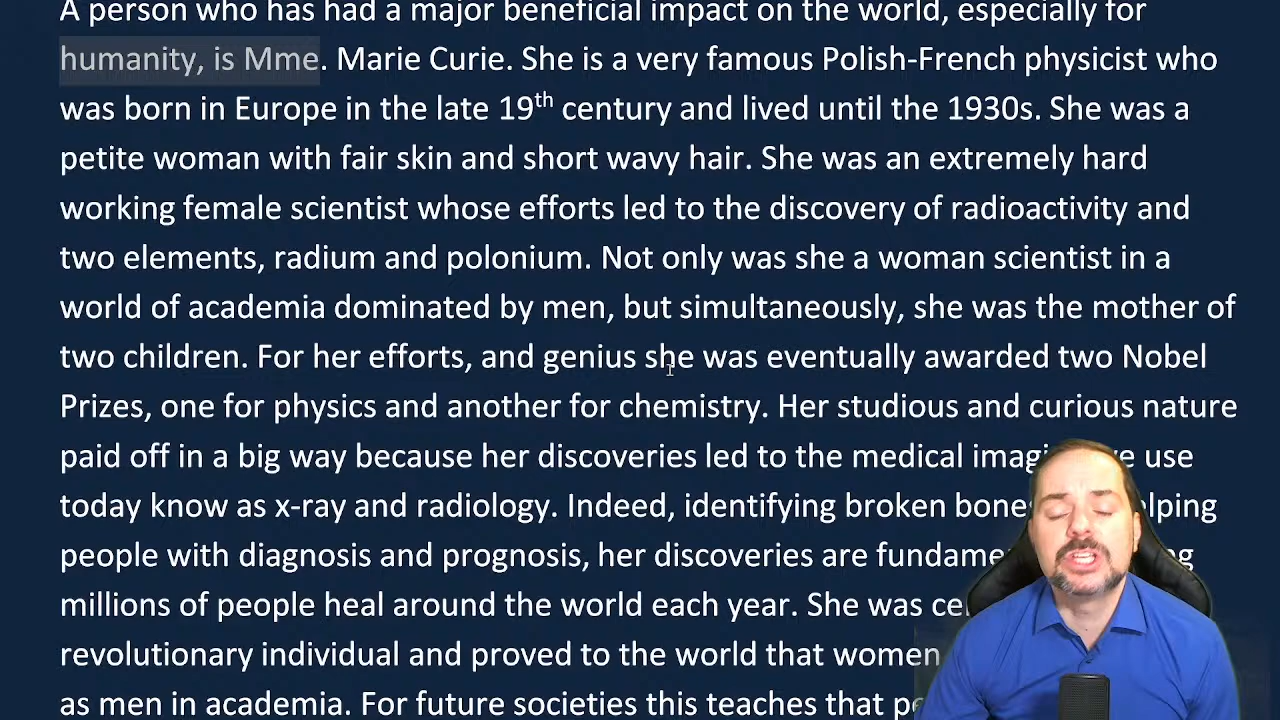 A person who has had a major beneficial impact on the world, especially for
humanity, is Mme. Marie Curie. She is a very famous Polish-French physicist who
was born in Europe in the late 19th century and lived until the 1930s. She was a
petite woman with fair skin and short wavy hair. She was an extremely hard
working female scientist whose efforts led to the discovery of radioactivity and
two elements, radium and polonium. Not only was she a woman scientist in a
world of academia dominated by men, but simultaneously, she was the mother of
two children. For her efforts, and genius she was eventually awarded two Nobel
Prizes, one for physics and another for chemistry. Her studious and curious nature
paid off in a big way because her discoveries led to the medical use
today know as x-ray and radiology. Indeed, identifying broken
people with diagnosis and prognosis, her discoveries are
millions of people heal around the world each year. She was
revolutionary individual and proved to the world that women
as men in academia. For future societies this teaches that